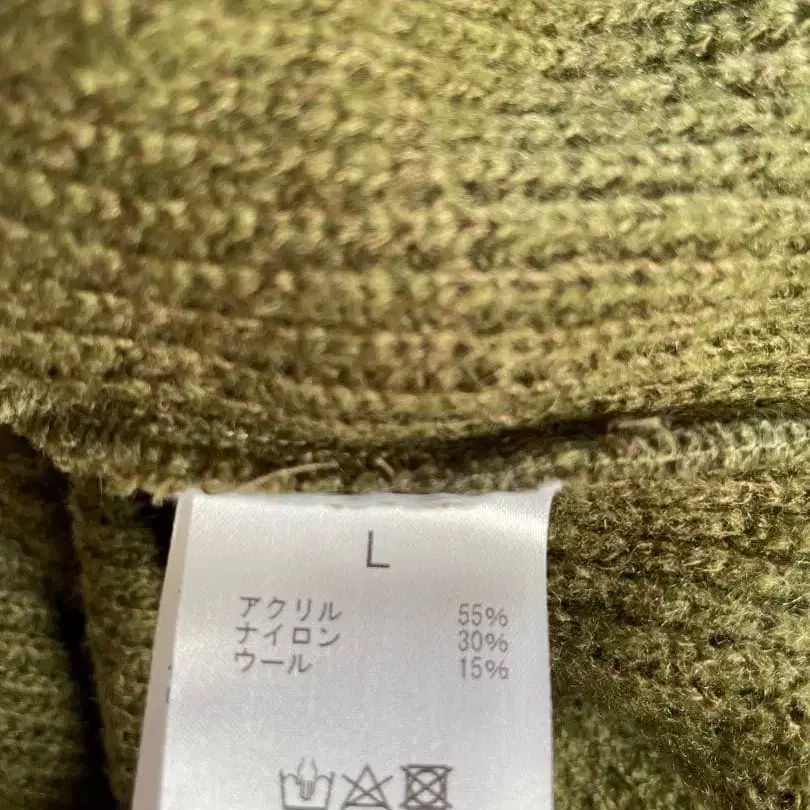 L
アクリル 55%
ナイロン 30%
ウール 15%